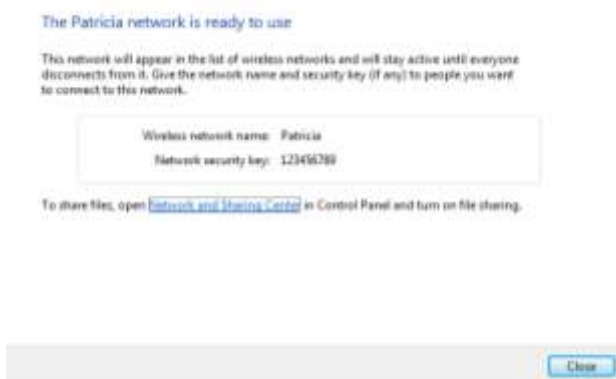 The Patricia network is ready to use
This network will appear in the list of wireless networks and will stay active until everyone
disconnects from it. Give the network name and security key (if any) to people you want
to connect to this network.
Wireless network name: Patricia
Network security key: 123456789
To share files, open Network and Sharing Center in Control Panel and turn on file sharing.
Close